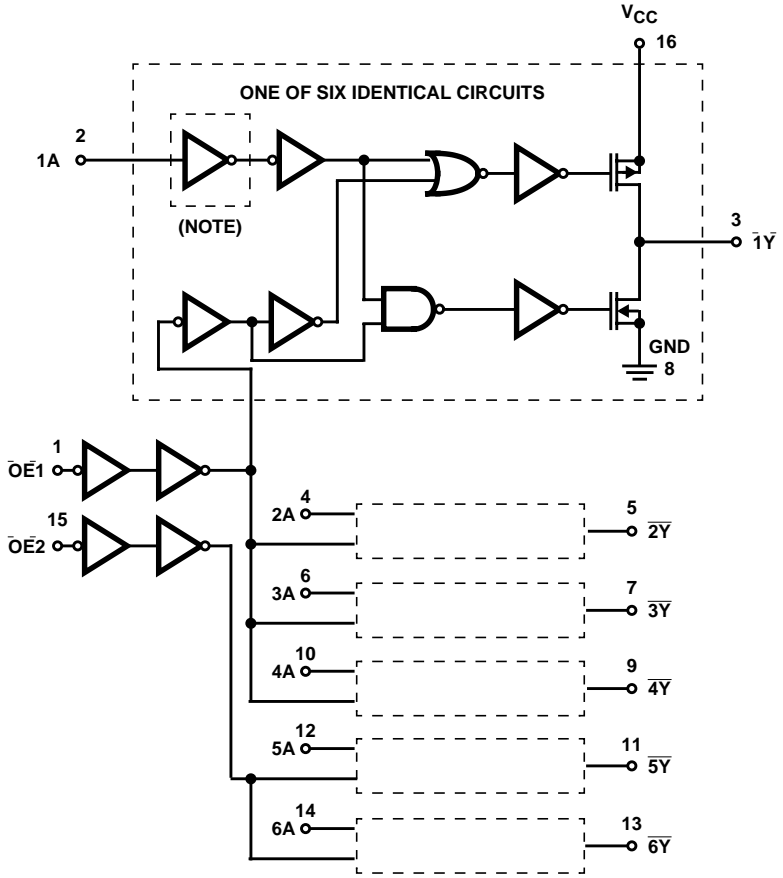 VCC
16
ONE OF SIX IDENTICAL CIRCUITS
2
1A
(NOTE)
3
1Y
GND
8
1
OE1
15
OE2
4
2A
5
2Y
6
3A
7
3Y
10
4A
9
4Y
12
5A
11
5Y
14
6A
13
6Y